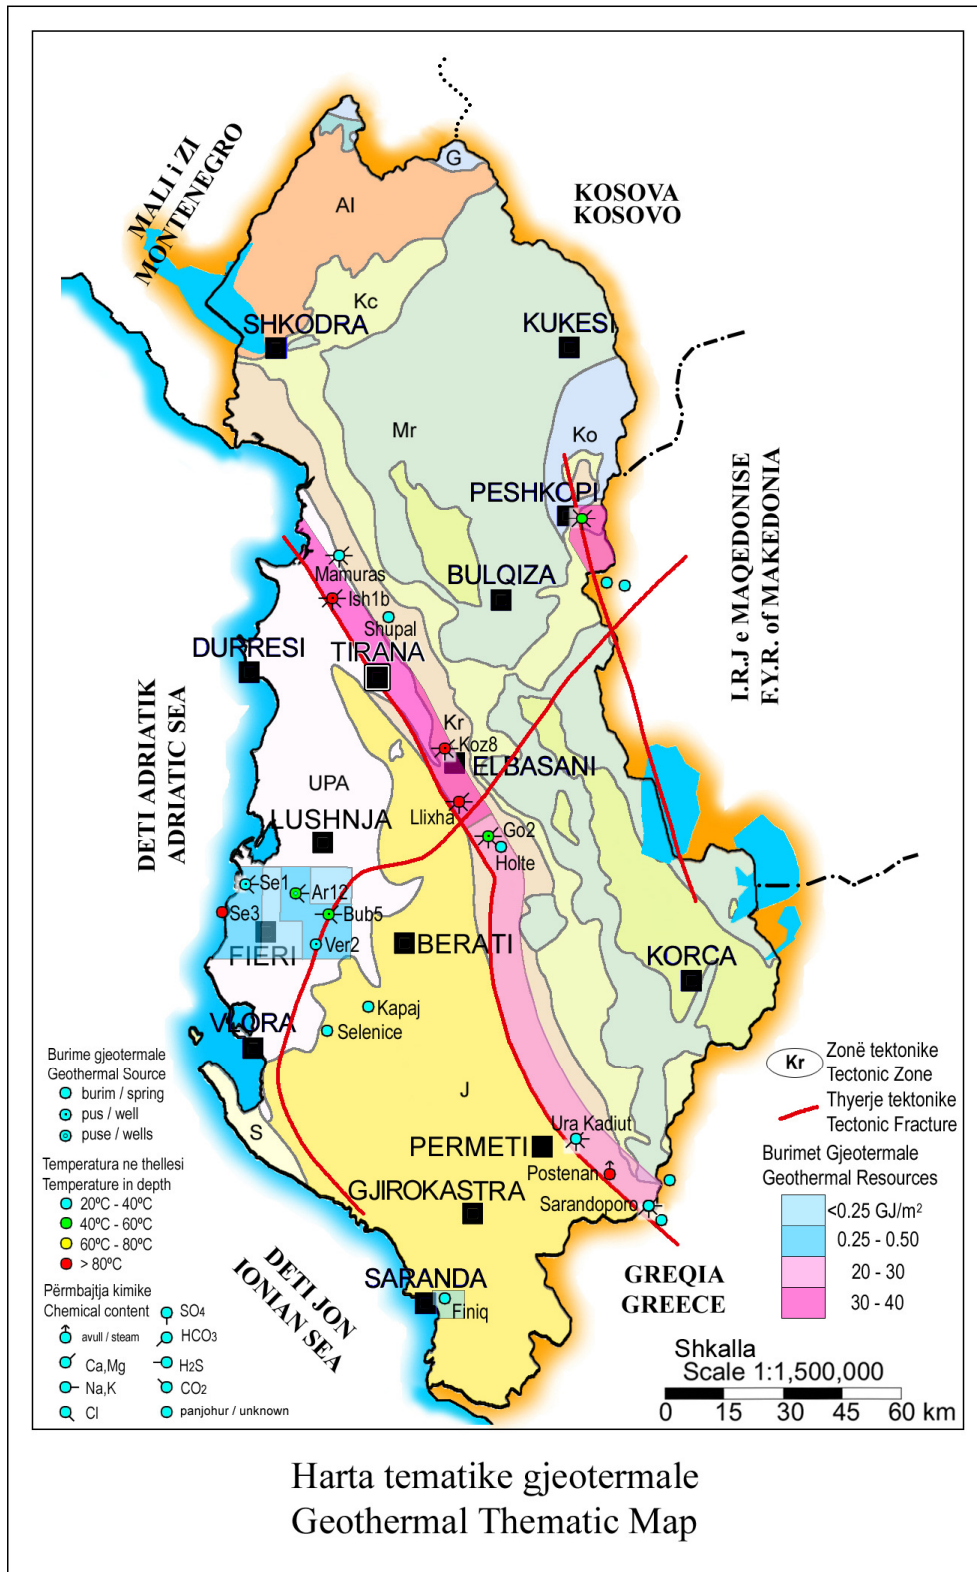 MALI i ZI
MONTENEGRO
KOSOVA
KOSOVO
G
Al
Kc
SHKODRA
KUKESI
Mr
Ko
PESHKOPI
I.R.J e MAQEDONISE
F.Y.R. of MAKEDONIA
Mamuras
Ish1b
BULQIZA
Shupal
DURRESI
TIRANA
DETI ADRIATIK
ADRIATIC SEA
Kr
Koz8
ELBASANI
UPA
Llixha
LUSHNJA
Go2
Holte
Se1
Ar12
Se3
Bub5
FIERI
Ver2
BERATI
KORCA
Kapaj
VLORA
Selenice
J
S
Ura Kadiut
PERMETI
Postenan
GJIROKASTRA
Sarandoporo
SARANDA
Finiq
DETI JON
IONIAN SEA
GREQIA
GREECE
Burime gjeotermale
Geothermal Source
burim / spring
pus / well
puse / wells
Temperatura ne thellesi
Temperature in depth
20ºC - 40ºC
40ºC - 60ºC
60ºC - 80ºC
> 80ºC
Përmbajtja kimike
Chemical content
avull / steam
Ca,Mg
Na,K
Cl
SO4
HCO3
H2S
CO2
panjohur / unknown
Kr
Zonë tektonike
Tectonic Zone
Thyerje tektonike
Tectonic Fracture
Burimet Gjeotermale
Geothermal Resources
<0.25 GJ/m²
0.25 - 0.50
20 - 30
30 - 40
Shkalla
Scale 1:1,500,000
0 15 30 45 60 km
Harta tematike gjeotermale
Geothermal Thematic Map